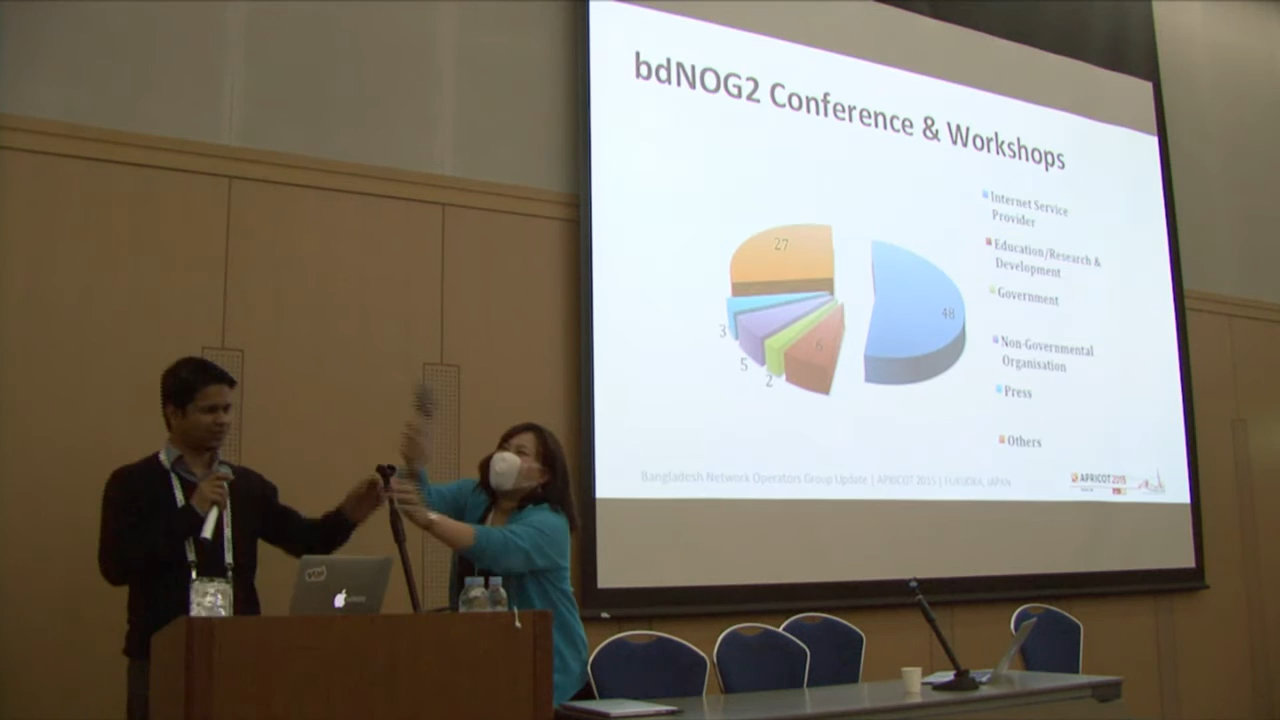 bdNOG2 Conference & Workshops
27
48
3
5
2
6
Internet Service
Provider
Education/Research &
Development
Government
Non-Governmental
Organisation
Press
Others
Bangladesh Network Operators Group Update | APRICOT 2015 | FUKUOKA, JAPAN
APRICOT 2015